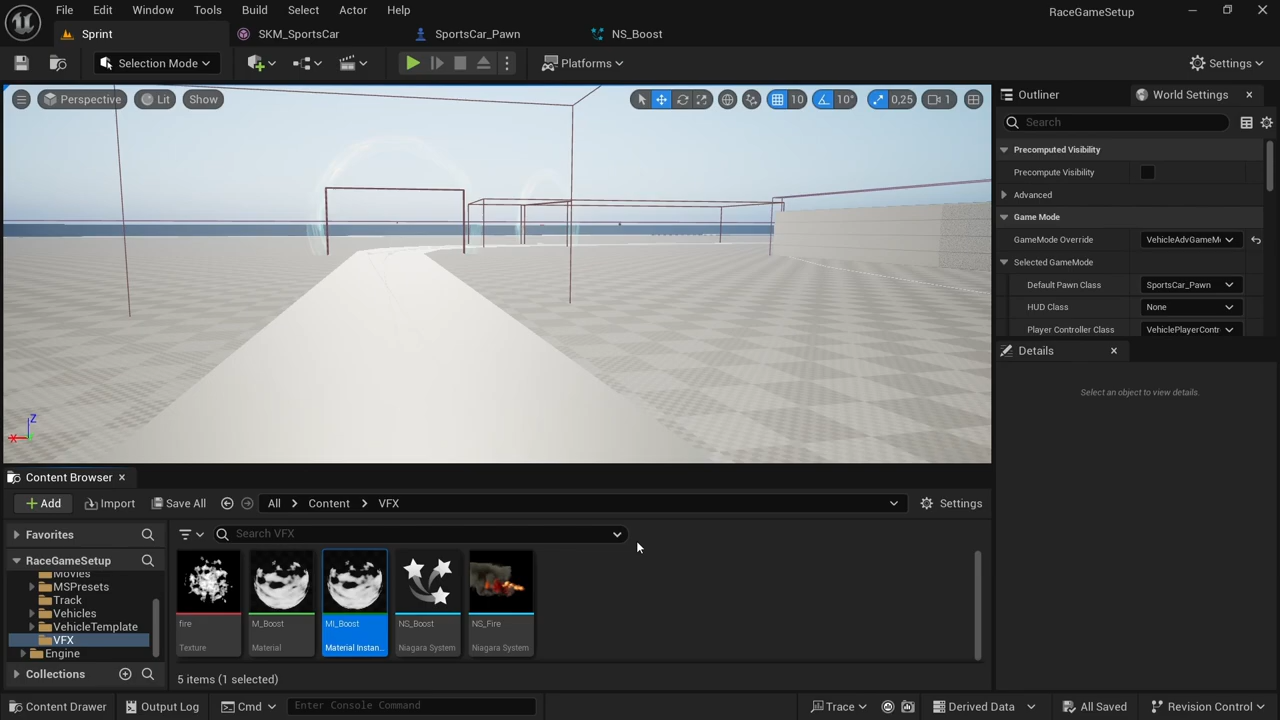 File Edit Window Tools Build Select Actor Help RaceGameSetup
Sprint SKM_SportsCar SportsCar_Pawn NS_Boost
Selection Mode Platforms Settings
Perspective Lit Show 10 10° 0,25 1
Outliner World Settings
Search
Precomputed Visibility
Precompute Visibility
Advanced
Game Mode
GameMode Override VehicleAdvGameM
Selected GameMode
Default Pawn Class SportsCar_Pawn
HUD Class None
Player Controller Class VehiclePlayerContr
Details
Select an object to view details.
Z
X
Content Browser
Add Import Save All All Content VFX Settings
Favorites
Search VFX
RaceGameSetup
Movies
MSPresets
Track
Vehicles
VehicleTemplate
VFX
Engine
Collections
fire M_Boost MI_Boost NS_Boost NS_Fire
Texture Material Material Instan... Niagara System Niagara System
5 items (1 selected)
Content Drawer Output Log Cmd Enter Console Command Trace Derived Data All Saved Revision Control